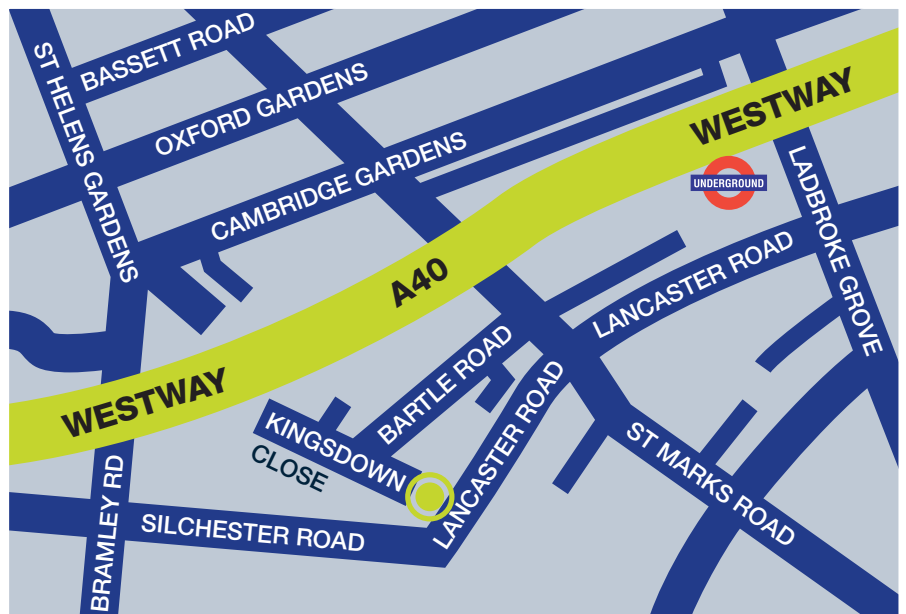 BASSETT ROAD
ST HELENS GARDENS
OXFORD GARDENS
WESTWAY
CAMBRIDGE GARDENS
UNDERGROUND
LADBROKE GROVE
A40
LANCASTER ROAD
WESTWAY
BARTLE ROAD
KINGSDOWN
CLOSE
LANCASTER ROAD
ST MARKS ROAD
BRAMLEY RD
SILCHESTER ROAD